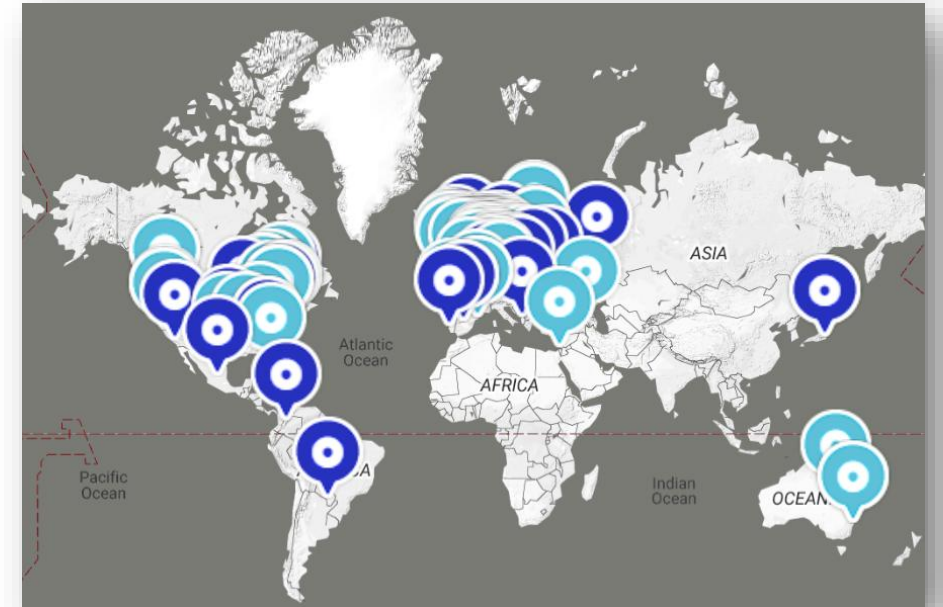 ASIA
Atlantic
Ocean
AFRICA
Pacific
Ocean
Indian
Ocean